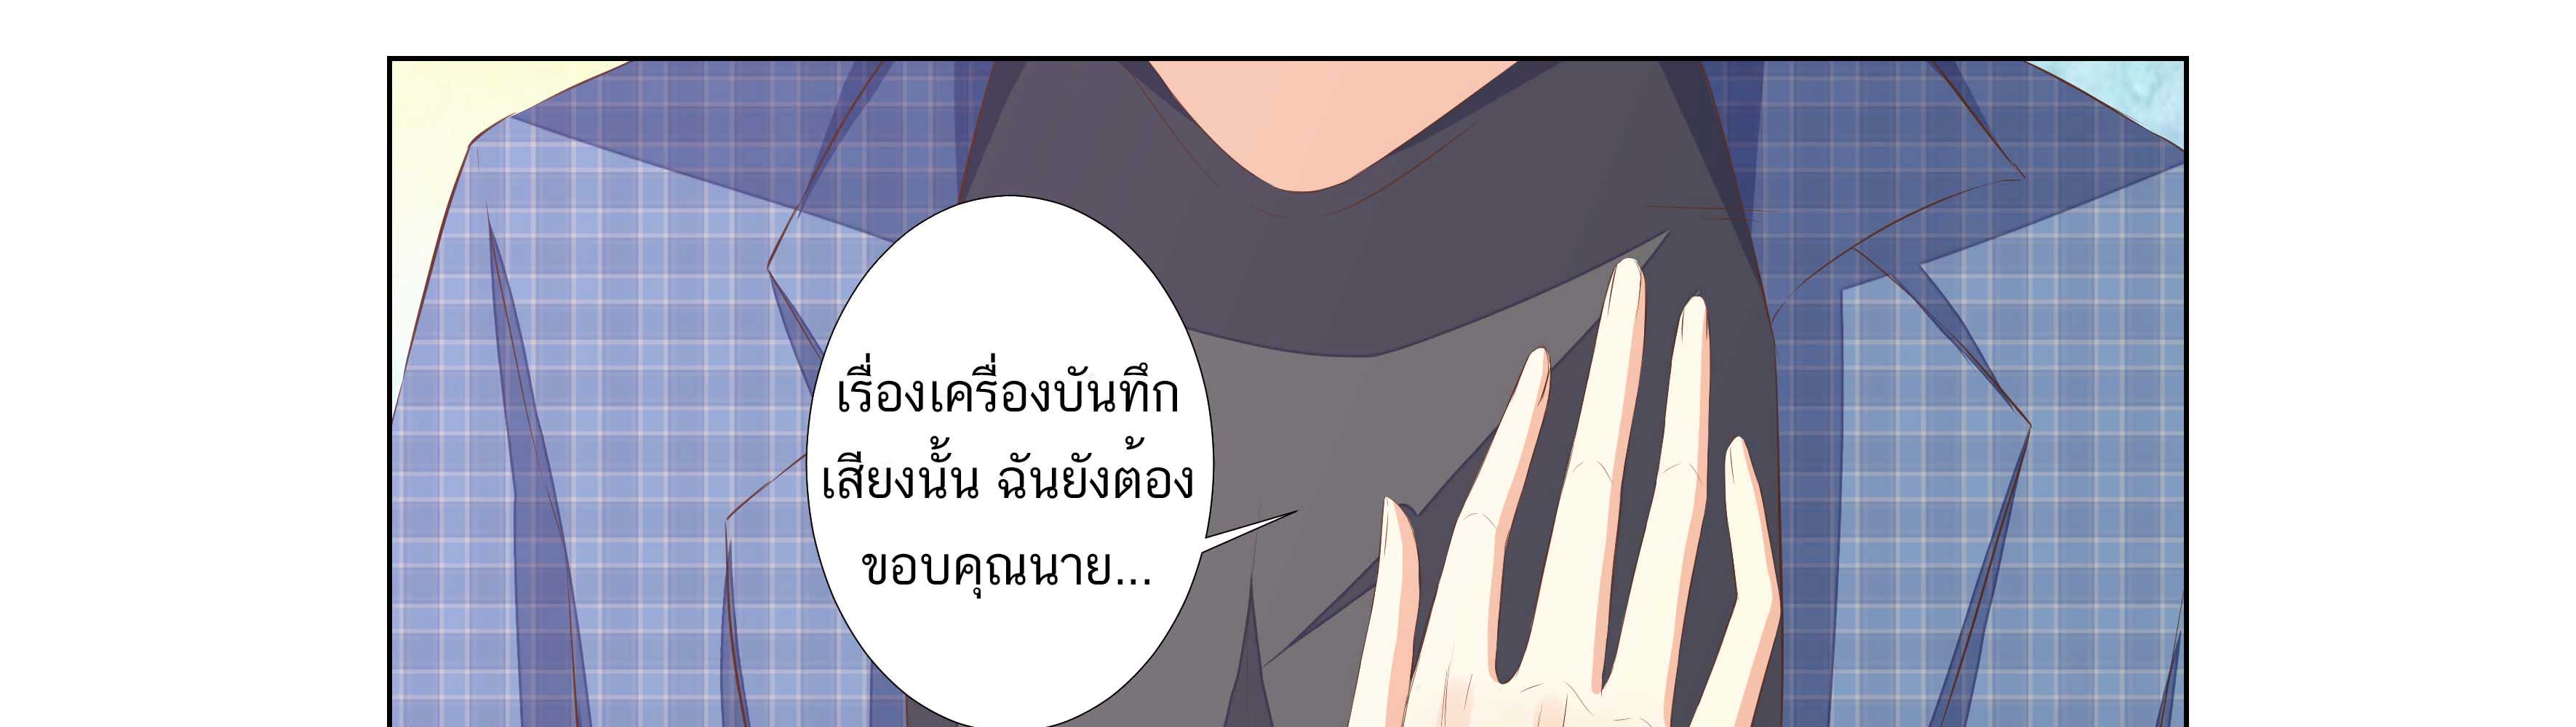 เรื่องเครื่องบันทึก
เสียงนั้น ฉันยังต้อง
ขอบคุณนาย...